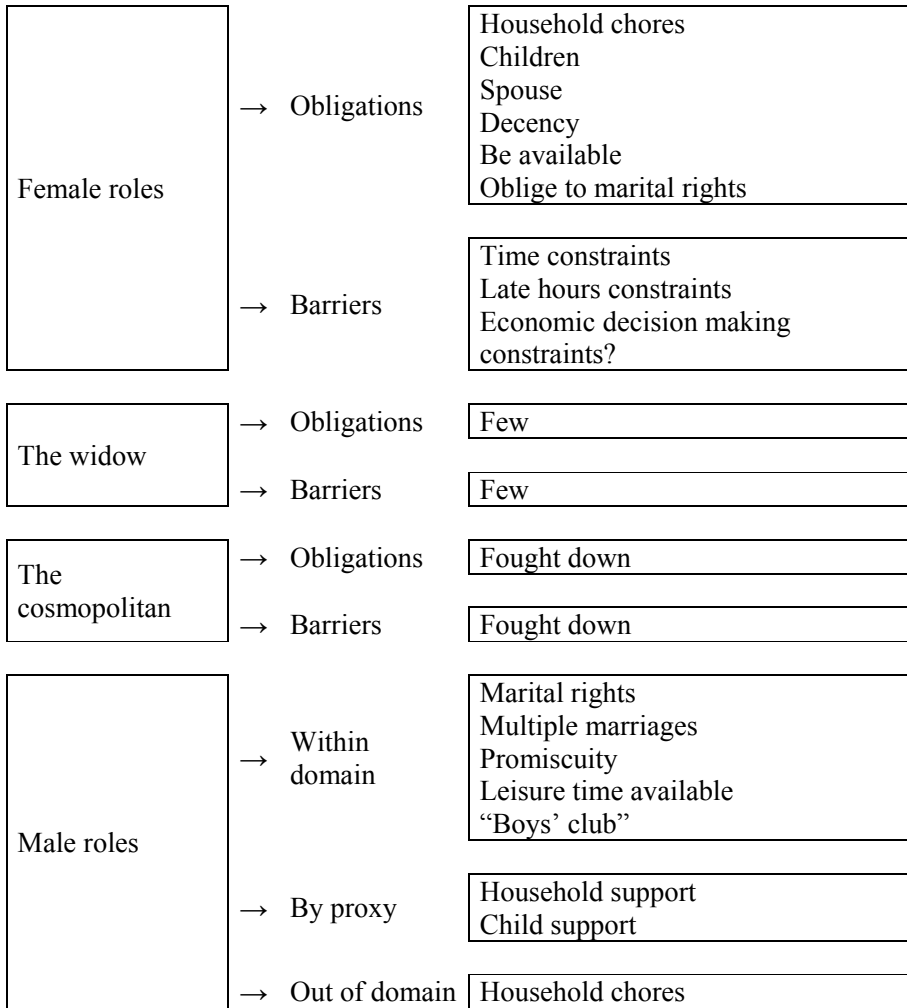 Female roles
→ Obligations
Household chores
Children
Spouse
Decency
Be available
Oblige to marital rights
→ Barriers
Time constraints
Late hours constraints
Economic decision making
constraints?
The widow
→ Obligations
Few
→ Barriers
Few
The
cosmopolitan
→ Obligations
Fought down
→ Barriers
Fought down
Male roles
→ Within
domain
Marital rights
Multiple marriages
Promiscuity
Leisure time available
“Boys’ club”
→ By proxy
Household support
Child support
→ Out of domain
Household chores